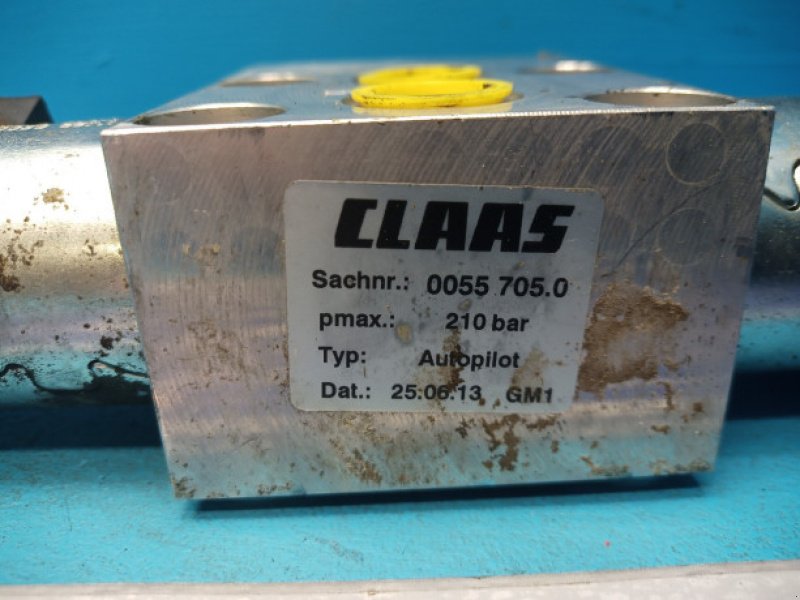 CLAAS
Sachnr.: 0055 705.0
pmax.: 210 bar
Typ: Autopilot
Dat.: 25.06.13 GM1